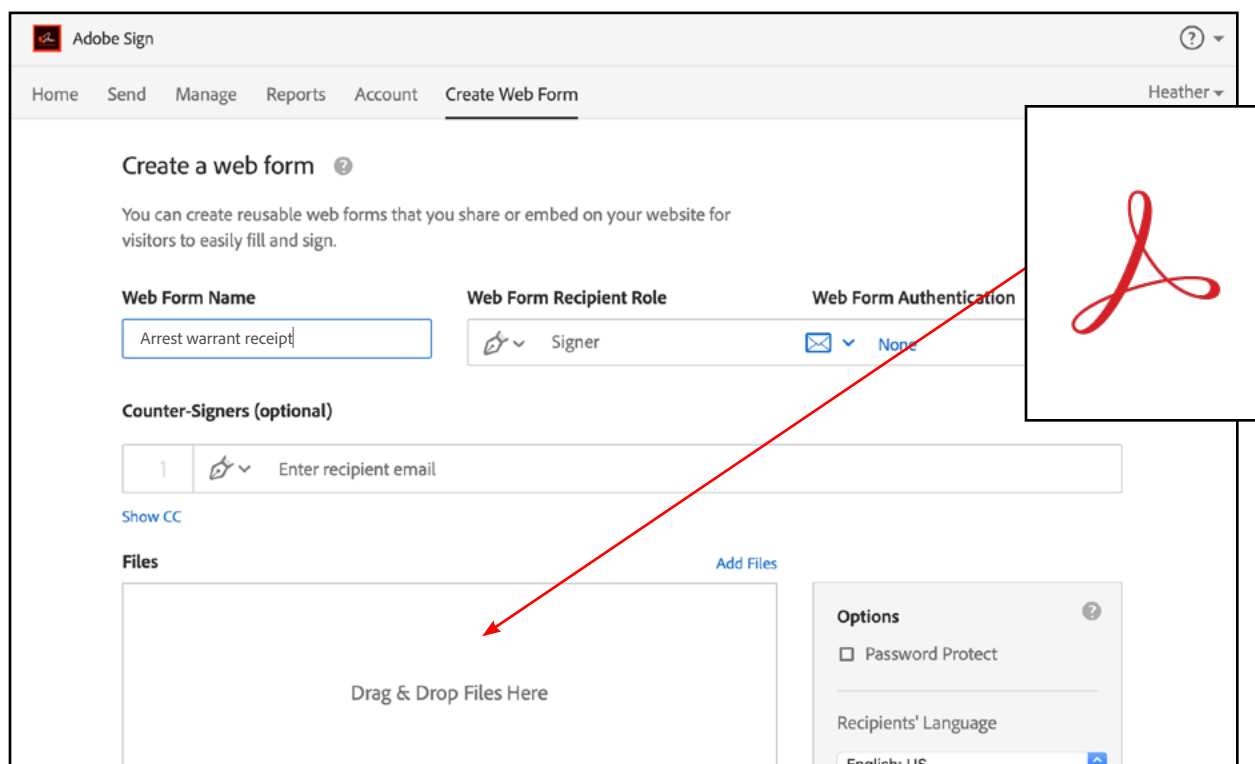 Adobe Sign
?
Home Send Manage Reports Account Create Web Form
Heather
Create a web form ?
You can create reusable web forms that you share or embed on your website for
visitors to easily fill and sign.
Web Form Name
Web Form Recipient Role
Web Form Authentication
Arrest warrant receipt
Signer
None
Counter-Signers (optional)
1 Enter recipient email
Show CC
Files
Add Files
Drag & Drop Files Here
Options ?
Password Protect
Recipients' Language
English: US